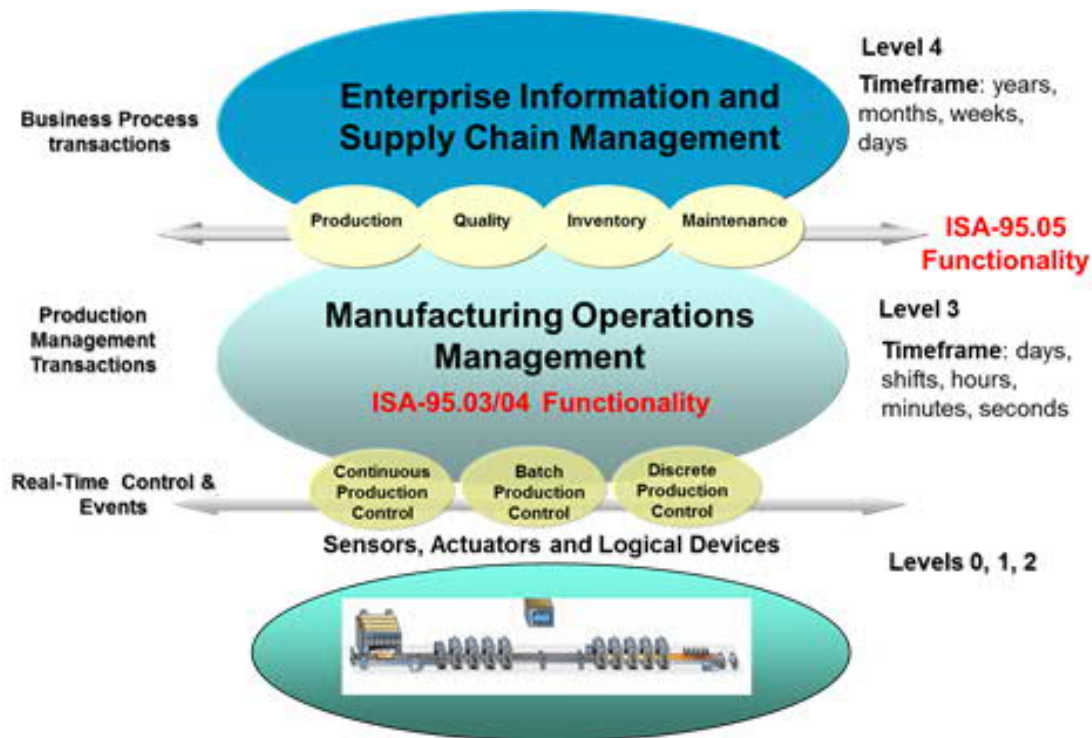 Level 4
Timeframe: years,
months, weeks,
days
Enterprise Information and
Supply Chain Management
Business Process
transactions
Production
Quality
Inventory
Maintenance
ISA-95.05
Functionality
Production
Management
Transactions
Manufacturing Operations
Management
ISA-95.03/04 Functionality
Level 3
Timeframe: days,
shifts, hours,
minutes, seconds
Real-Time Control &
Events
Continuous
Production
Control
Batch
Production
Control
Discrete
Production
Control
Sensors, Actuators and Logical Devices
Levels 0, 1, 2